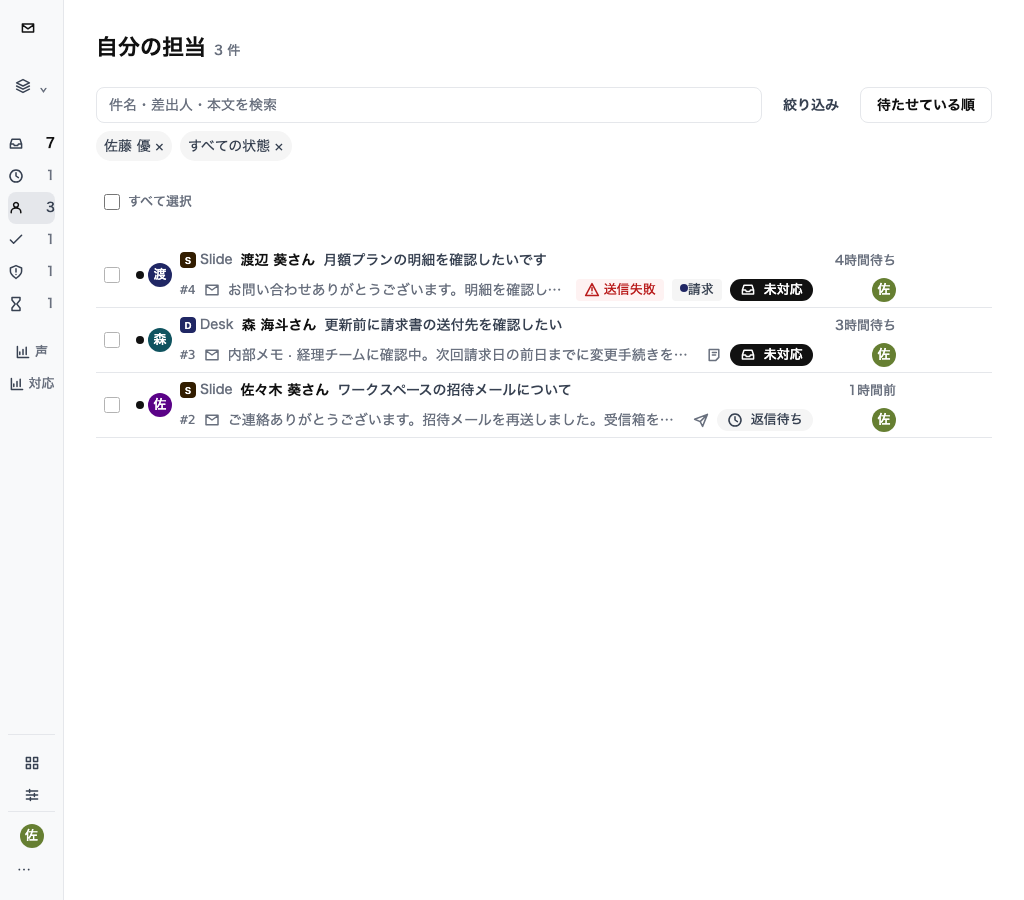 自分の担当 3 件
件名・差出人・本文を検索
絞り込み
待たせている順
佐藤 優 ×
すべての状態 ×
7
1
3
1
1
1
声
対応
すべて選択
渡
S Slide 渡辺 葵さん 月額プランの明細を確認したいです
4時間待ち
#4 お問い合わせありがとうございます。明細を確認し…
送信失敗
請求
未対応
佐
森
D Desk 森 海斗さん 更新前に請求書の送付先を確認したい
3時間待ち
#3 内部メモ · 経理チームに確認中。次回請求日の前日までに変更手続きを…
未対応
佐
佐
S Slide 佐々木 葵さん ワークスペースの招待メールについて
1時間前
#2 ご連絡ありがとうございます。招待メールを再送しました。受信箱を…
返信待ち
佐
佐
…